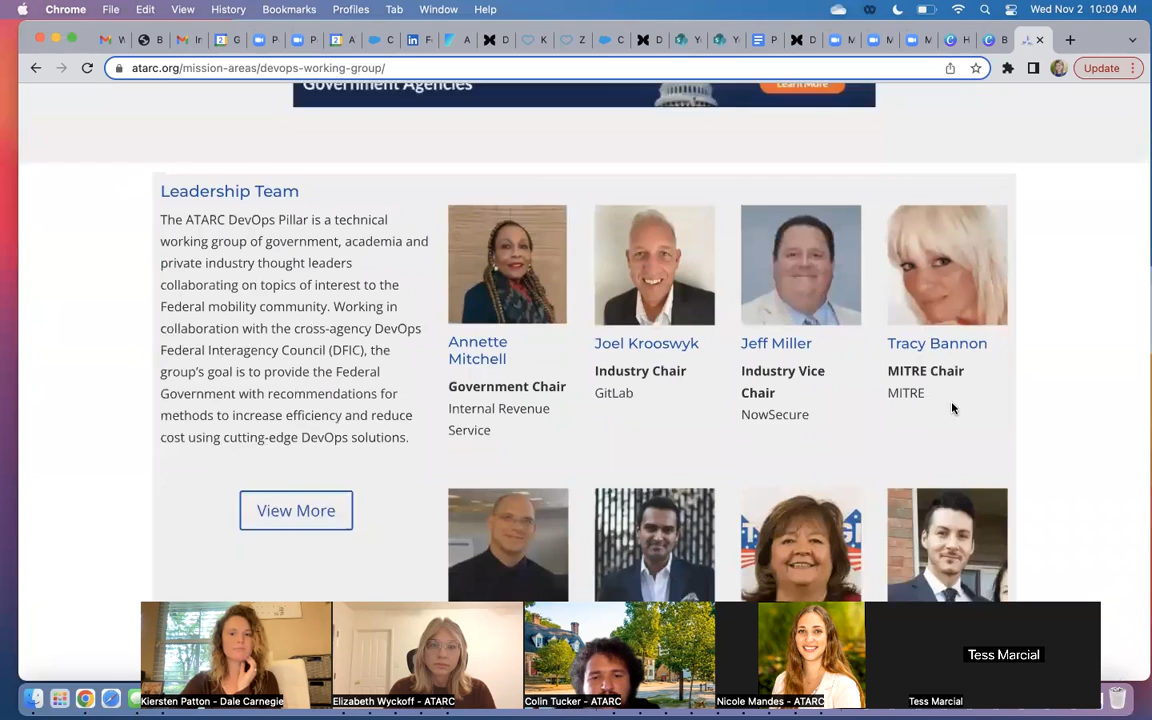 Chrome File Edit View History Bookmarks Profiles Tab Window Help
Wed Nov 2 10:09 AM
atarc.org/mission-areas/devops-working-group/
Update
Government Agencies
Learn More
Leadership Team
The ATARC DevOps Pillar is a technical
working group of government, academia and
private industry thought leaders
collaborating on topics of interest to the
Federal mobility community. Working in
collaboration with the cross-agency DevOps
Federal Interagency Council (DFIC), the
group's goal is to provide the Federal
Government with recommendations for
methods to increase efficiency and reduce
cost using cutting-edge DevOps solutions.
View More
Annette
Mitchell
Government Chair
Internal Revenue
Service
Joel Krooswyk
Industry Chair
GitLab
Jeff Miller
Industry Vice
Chair
NowSecure
Tracy Bannon
MITRE Chair
MITRE
Kiersten Patton - Dale Carnegie
Elizabeth Wyckoff - ATARC
Colin Tucker - ATARC
Nicole Mandes - ATARC
Tess Marcial
Tess Marcial